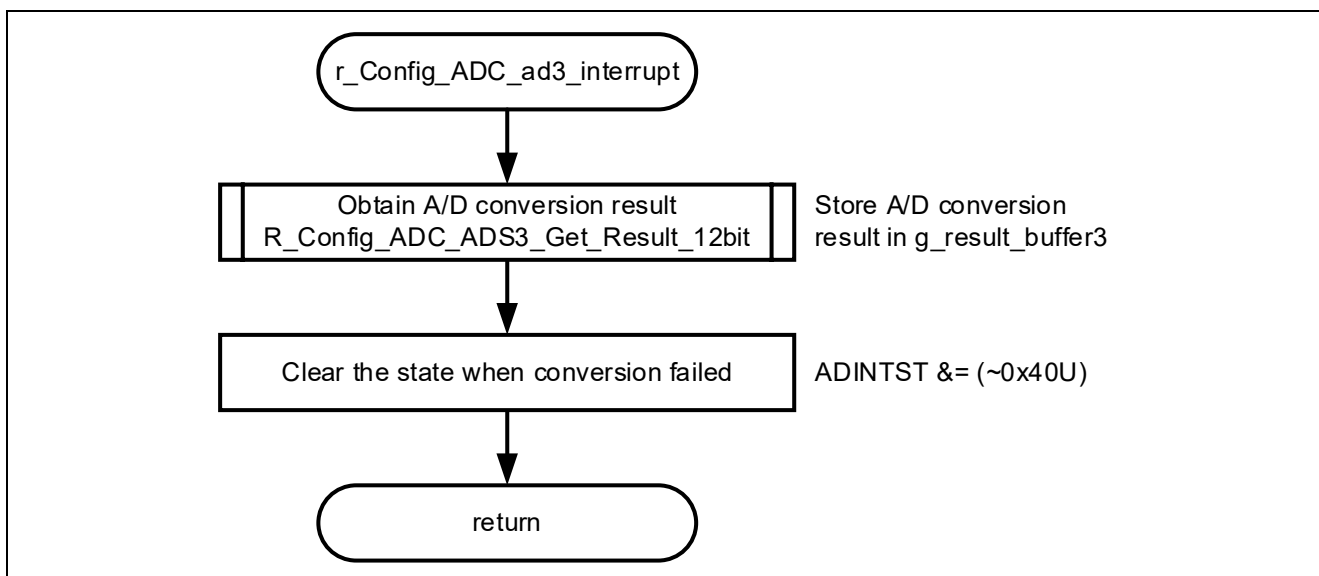 r_Config_ADC_ad3_interrupt
Obtain A/D conversion result
R_Config_ADC_ADS3_Get_Result_12bit
Store A/D conversion
result in g_result_buffer3
Clear the state when conversion failed
ADINTST &= (~0x40U)
return